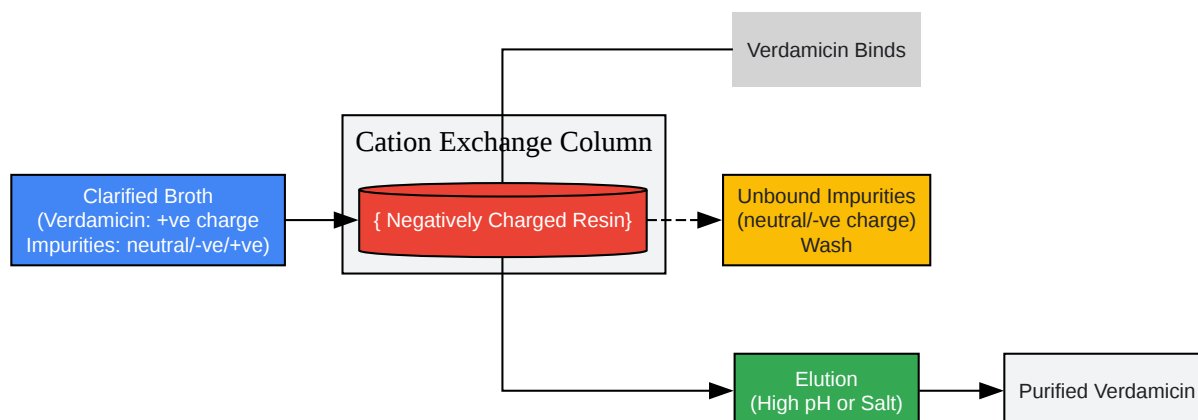 Verdamicin Binds
Cation Exchange Column
Clarified Broth
(Verdamicin: +ve charge
Impurities: neutral/-ve/+ve)
{ Negatively Charged Resin}
Unbound Impurities
(neutral/-ve charge)
Wash
Elution
(High pH or Salt)
Purified Verdamicin